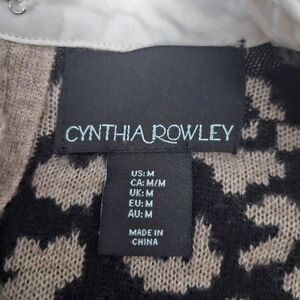 CYNTHIA ROWLEY
US: M
CA: M/M
UK: M
EU: M
AU: M
MADE IN
CHINA